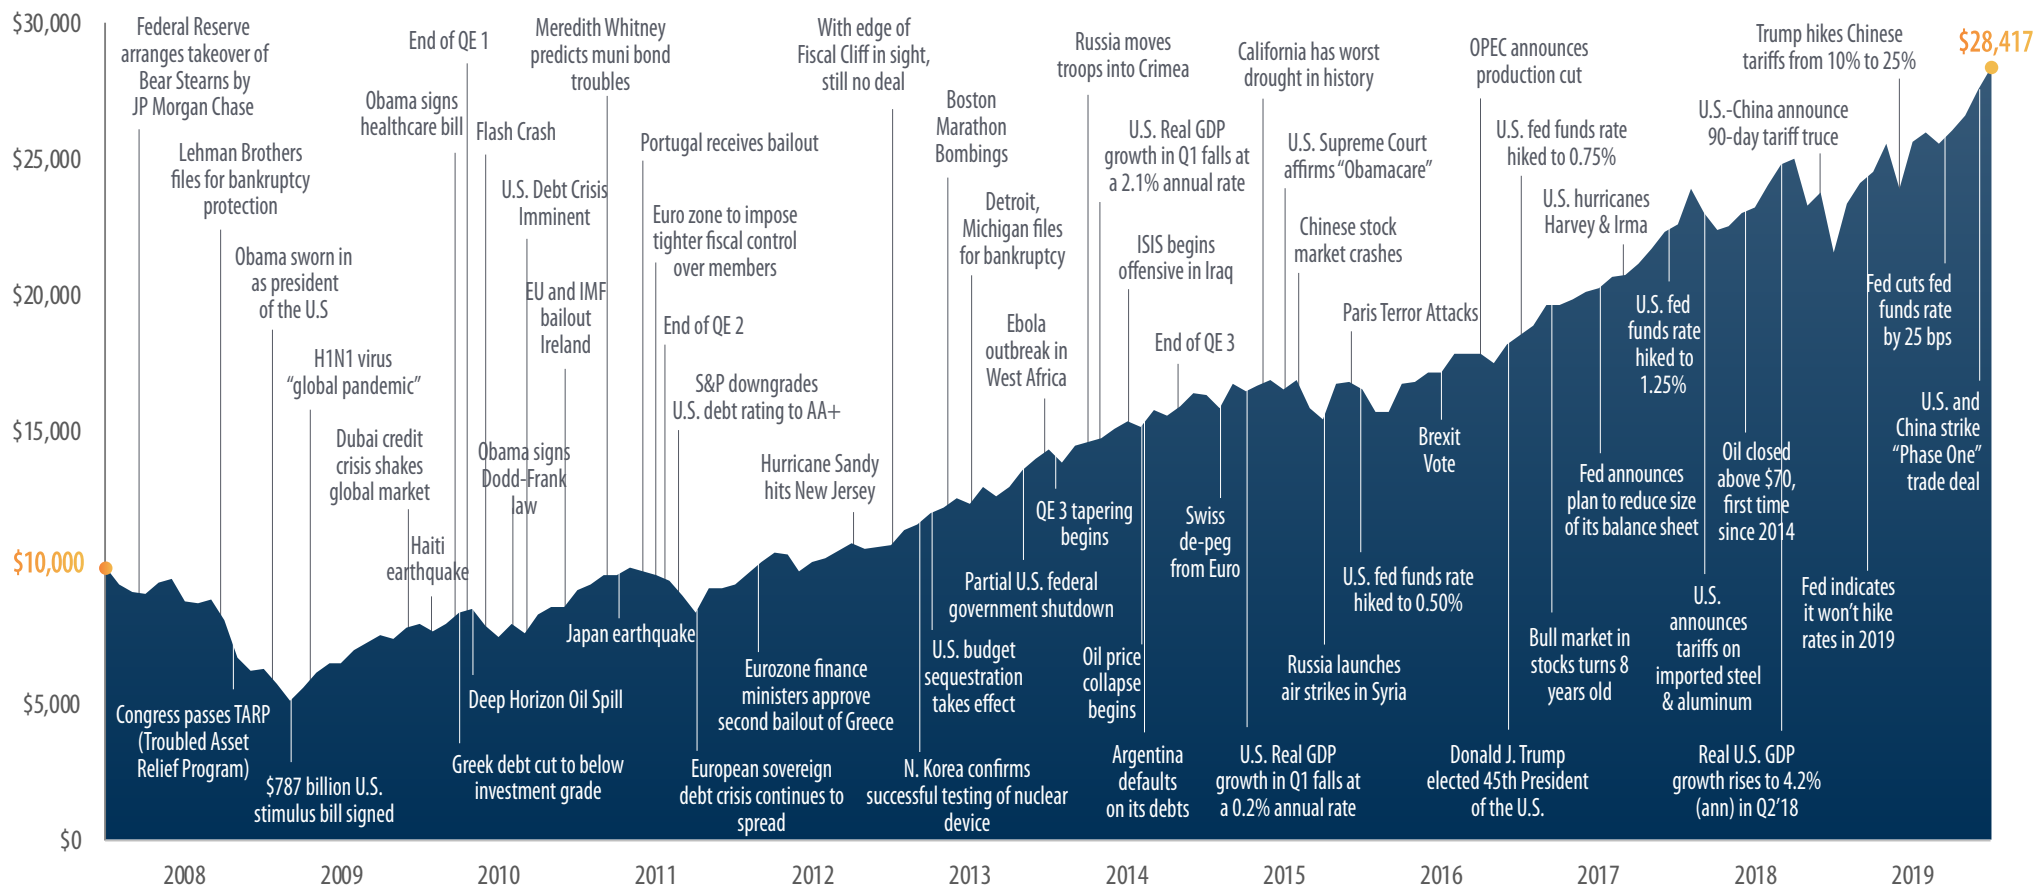 $30,000
$25,000
$20,000
$15,000
$10,000
$5,000
$0
Federal Reserve
arranges takeover of
Bear Stearns by
JP Morgan Chase
Lehman Brothers
files for bankruptcy
protection
Obama sworn in
as president
of the U.S
H1N1 virus
“global pandemic”
Dubai credit
crisis shakes
global market
Haiti
earthquake
Obama signs
healthcare bill
End of QE 1
Flash Crash
U.S. Debt Crisis
Imminent
Obama signs
Dodd-Frank
law
EU and IMF
bailout
Ireland
Meredith Whitney
predicts muni bond
troubles
Portugal receives bailout
Euro zone to impose
tighter fiscal control
over members
End of QE 2
S&P downgrades
U.S. debt rating to AA+
Hurricane Sandy
hits New Jersey
With edge of
Fiscal Cliff in sight,
still no deal
Boston
Marathon
Bombings
Detroit,
Michigan files
for bankruptcy
Ebola
outbreak in
West Africa
Russia moves
troops into Crimea
U.S. Real GDP
growth in Q1 falls at
a 2.1% annual rate
ISIS begins
offensive in Iraq
End of QE 3
California has worst
drought in history
U.S. Supreme Court
affirms “Obamacare”
Chinese stock
market crashes
Paris Terror Attacks
OPEC announces
production cut
U.S. fed funds rate
hiked to 0.75%
U.S. hurricanes
Harvey & Irma
U.S.-China announce
90-day tariff truce
Trump hikes Chinese
tariffs from 10% to 25%
$28,417
Congress passes TARP
(Troubled Asset
Relief Program)
$787 billion U.S.
stimulus bill signed
Greek debt cut to below
investment grade
Deep Horizon Oil Spill
Japan earthquake
European sovereign
debt crisis continues to
spread
Eurozone finance
ministers approve
second bailout of Greece
N. Korea confirms
successful testing of nuclear
device
U.S. budget
sequestration
takes effect
Partial U.S. federal
government shutdown
QE 3 tapering
begins
Oil price
collapse
begins
Argentina
defaults
on its debts
Swiss
de-peg
from Euro
U.S. Real GDP
growth in Q1 falls at
a 0.2% annual rate
Russia launches
air strikes in Syria
U.S. fed funds rate
hiked to 0.50%
Brexit
Vote
Donald J. Trump
elected 45th President
of the U.S.
Bull market in
stocks turns 8
years old
Fed announces
plan to reduce size
of its balance sheet
U.S. fed
funds rate
hiked to
1.25%
U.S.
announces
tariffs on
imported steel
& aluminum
Oil closed
above $70,
first time
since 2014
Real U.S. GDP
growth rises to 4.2%
(ann) in Q2’18
Fed indicates
it won’t hike
rates in 2019
Fed cuts fed
funds rate
by 25 bps
U.S. and
China strike
“Phase One”
trade deal
2008
2009
2010
2011
2012
2013
2014
2015
2016
2017
2018
2019